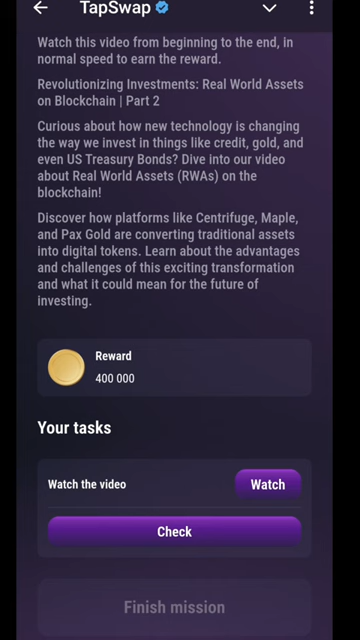 TapSwap
Watch this video from beginning to the end, in
normal speed to earn the reward.
Revolutionizing Investments: Real World Assets
on Blockchain | Part 2
Curious about how new technology is changing
the way we invest in things like credit, gold, and
even US Treasury Bonds? Dive into our video
about Real World Assets (RWAs) on the
blockchain!
Discover how platforms like Centrifuge, Maple,
and Pax Gold are converting traditional assets
into digital tokens. Learn about the advantages
and challenges of this exciting transformation
and what it could mean for the future of
investing.
Reward
400 000
Your tasks
Watch the video
Watch
Check
Finish mission